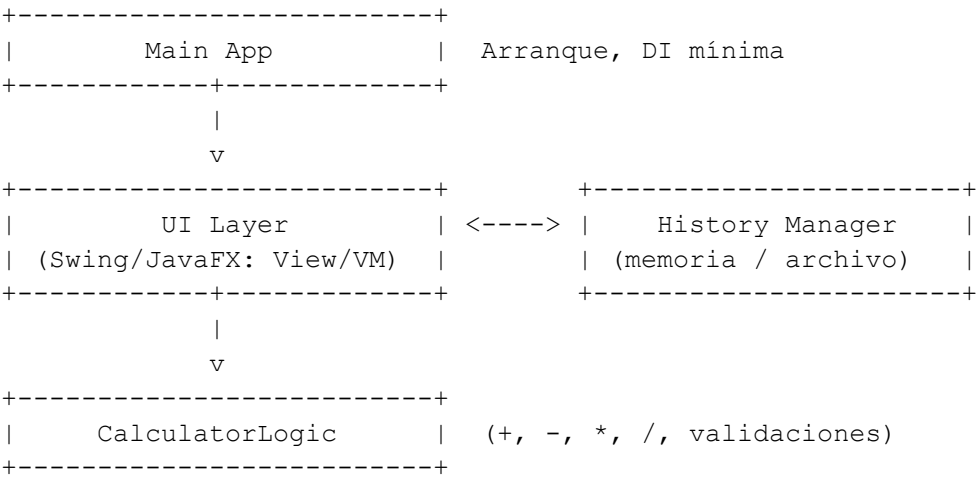 Main App Arranque, DI mínima
UI Layer <----> History Manager
(Swing/JavaFX: View/VM) (memoria / archivo)
CalculatorLogic (+, -, *, /, validaciones)